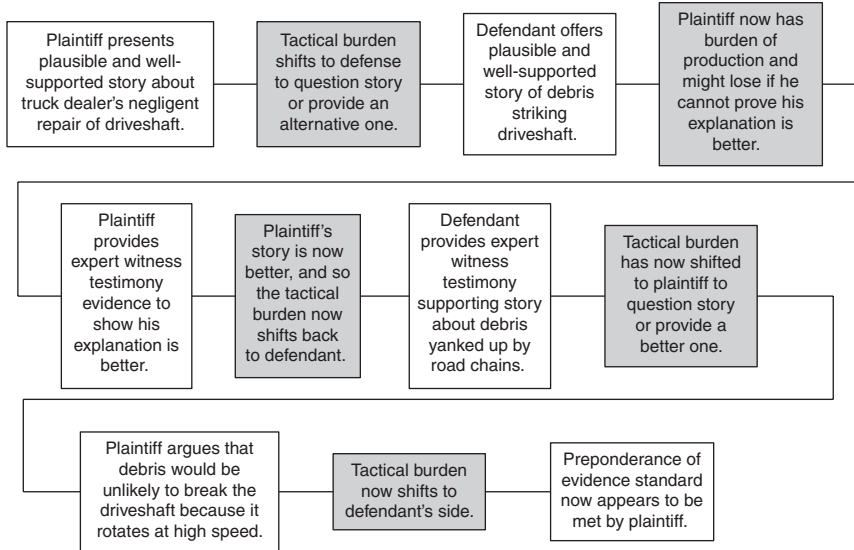 Plaintiff presents
plausible and well-
supported story about
truck dealer's negligent
repair of driveshaft.
Tactical burden
shifts to defense
to question story
or provide an
alternative one.
Defendant offers
plausible and
well-supported
story of debris
striking
driveshaft.
Plaintiff now has
burden of
production and
might lose if he
cannot prove his
explanation is
better.
Plaintiff
provides
expert witness
testimony
evidence to
show his
explanation is
better.
Plaintiff's
story is now
better, and so
the tactical
burden now
shifts back
to defendant.
Defendant
provides expert
witness
testimony
supporting story
about debris
yanked up by
road chains.
Tactical burden
has now shifted
to plaintiff to
question story
or provide a
better one.
Plaintiff argues that
debris would be
unlikely to break the
driveshaft because it
rotates at high speed.
Tactical burden
now shifts to
defendant's side.
Preponderance of
evidence standard
now appears to be
met by plaintiff.